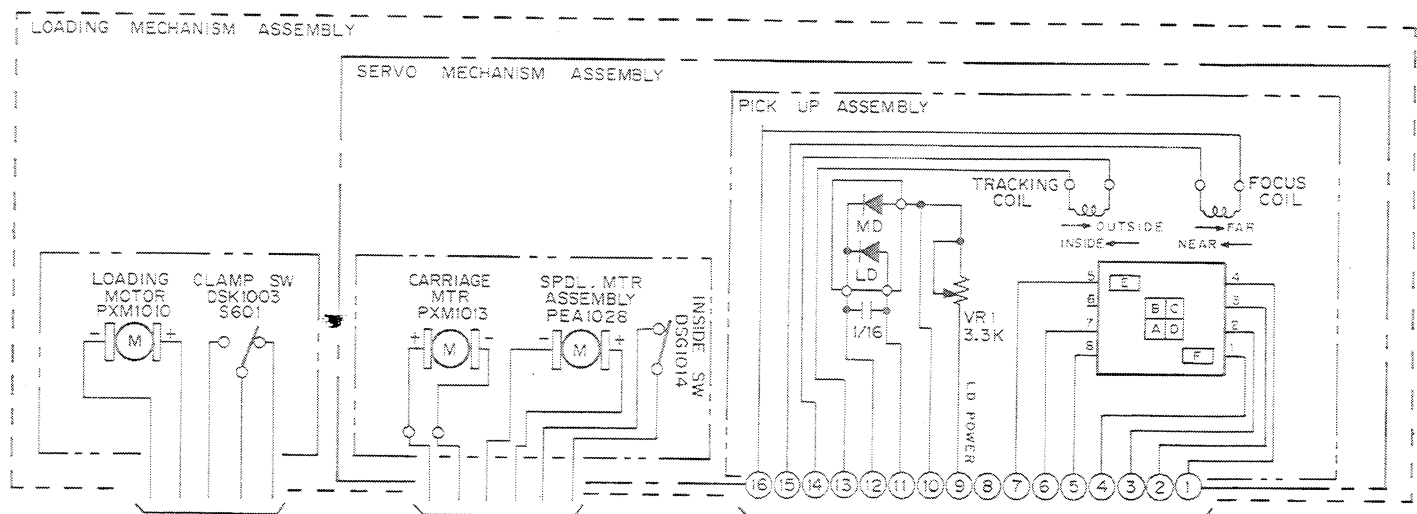 LOADING MECHANISM ASSEMBLY
SERVO MECHANISM ASSEMBLY
PICK UP ASSEMBLY
TRACKING COIL
FOCUS COIL
OUTSIDE
INSIDE
FAR
NEAR
MD
LD
1/16
VR1
3.3K
LD POWER
5
6
7
8
E
B C
A D
F
4
3
2
1
LOADING
MOTOR
PXM1010
- M +
CLAMP SW
DSK1003
S601
CARRIAGE
MTR
PXM1013
+ M -
SPDL. MTR
ASSEMBLY
PEA1028
- M +
INSIDE SW
DSG1014
16 15 14 13 12 11 10 9 8 7 6 5 4 3 2 1